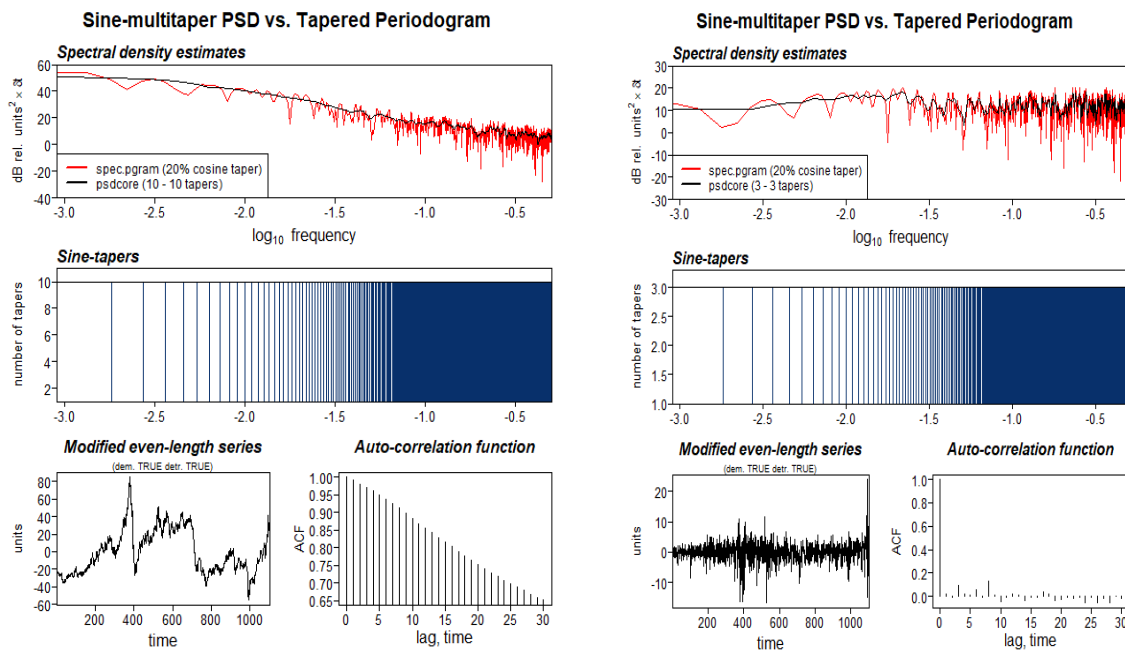 Sine-multitaper PSD vs. Tapered Periodogram
Spectral density estimates
dB rel. units² × ∂t
60
40
20
0
-20
-40
spec.pgram (20% cosine taper)
psdcore (10 - 10 tapers)
-3.0 -2.5 -2.0 -1.5 -1.0 -0.5
log₁₀ frequency
Sine-tapers
number of tapers
10
8
6
4
2
-3.0 -2.5 -2.0 -1.5 -1.0 -0.5
Modified even-length series
(dem. TRUE detr. TRUE)
units
80
60
40
20
0
-20
-40
-60
200 400 600 800 1000
time
Auto-correlation function
ACF
1.00
0.95
0.90
0.85
0.80
0.75
0.70
0.65
0 5 10 15 20 25 30
lag, time
Sine-multitaper PSD vs. Tapered Periodogram
Spectral density estimates
dB rel. units² × ∂t
30
20
10
0
-10
-20
-30
spec.pgram (20% cosine taper)
psdcore (3 - 3 tapers)
-3.0 -2.5 -2.0 -1.5 -1.0 -0.5
log₁₀ frequency
Sine-tapers
number of tapers
3.0
2.5
2.0
1.5
1.0
-3.0 -2.5 -2.0 -1.5 -1.0 -0.5
Modified even-length series
(dem. TRUE detr. TRUE)
units
20
10
0
-10
200 400 600 800 1000
time
Auto-correlation function
ACF
1.0
0.8
0.6
0.4
0.2
0.0
0 5 10 15 20 25 30
lag, time